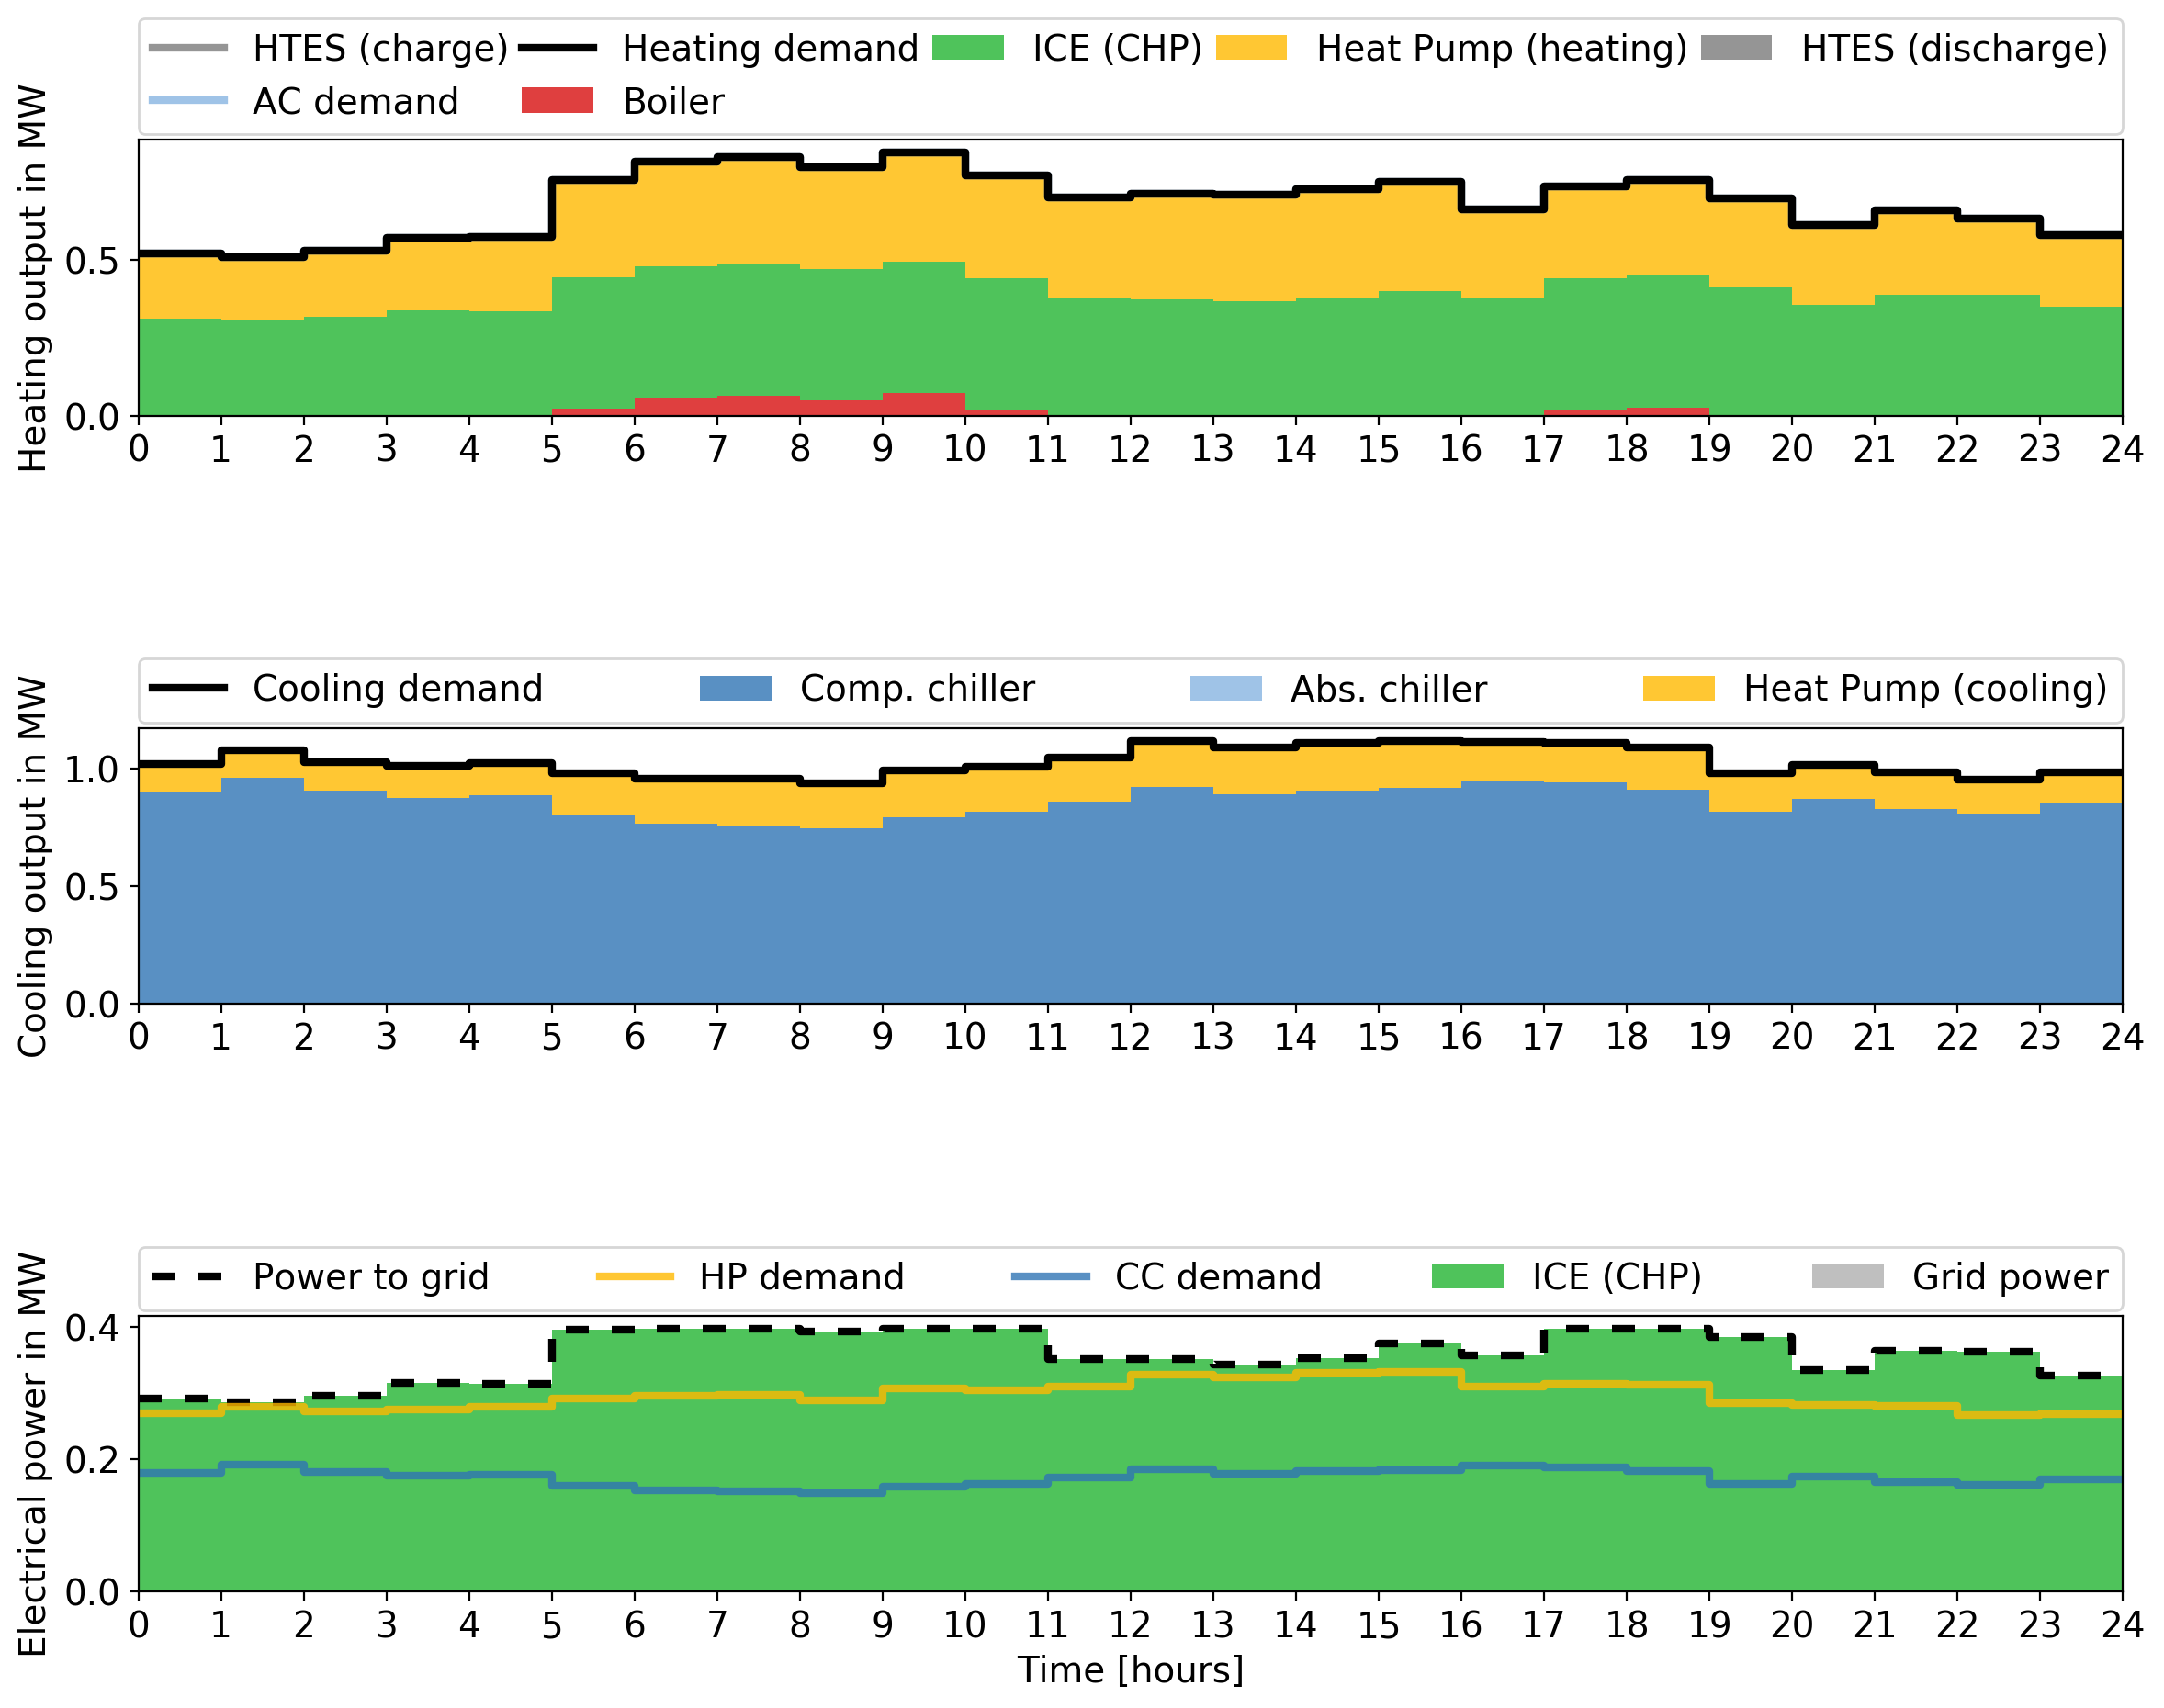 HTES (charge) Heating demand ICE (CHP) Heat Pump (heating) HTES (discharge)
AC demand Boiler
Heating output in MW
0.5
0.0
0 1 2 3 4 5 6 7 8 9 10 11 12 13 14 15 16 17 18 19 20 21 22 23 24
Cooling demand Comp. chiller Abs. chiller Heat Pump (cooling)
Cooling output in MW
1.0
0.5
0.0
0 1 2 3 4 5 6 7 8 9 10 11 12 13 14 15 16 17 18 19 20 21 22 23 24
Power to grid HP demand CC demand ICE (CHP) Grid power
Electrical power in MW
0.4
0.2
0.0
0 1 2 3 4 5 6 7 8 9 10 11 12 13 14 15 16 17 18 19 20 21 22 23 24
Time [hours]